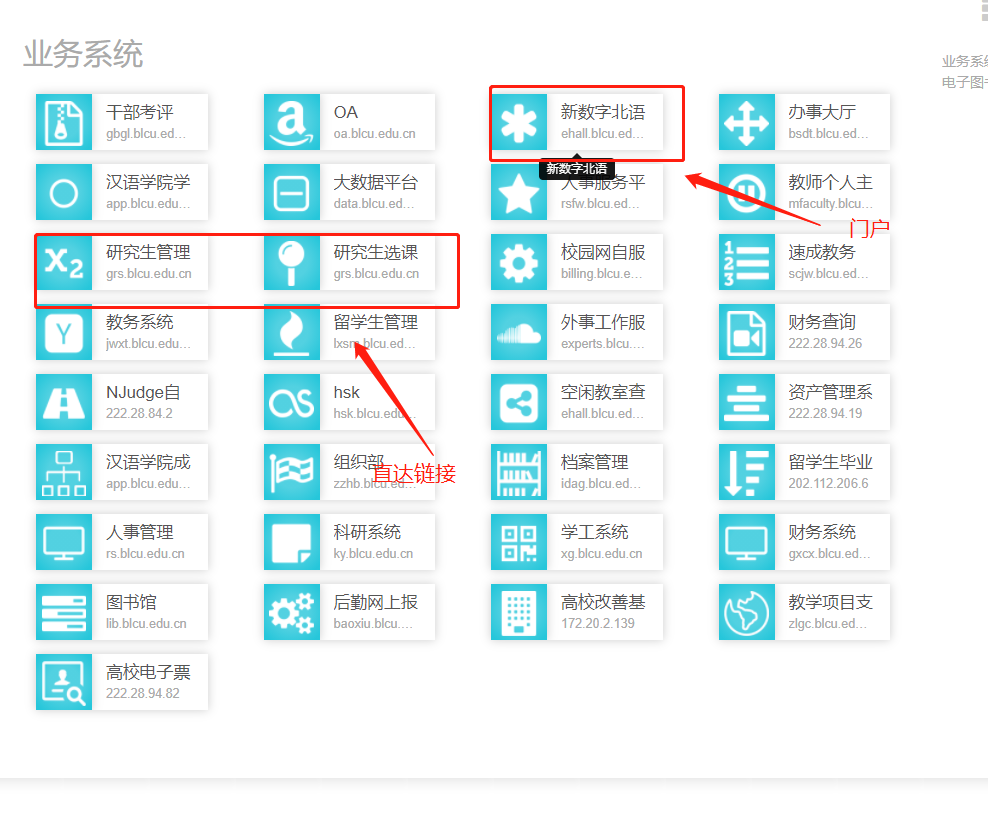 业务系统
业务系统
电子图书
干部考评
gbgl.blcu.ed...
OA
oa.blcu.edu.cn
新数字北语
ehall.blcu.ed...
办事大厅
bsdt.blcu.ed...
新数字北语
汉语学院学
app.blcu.edu...
大数据平台
data.blcu.ed...
人事服务平
rsfw.blcu.ed...
教师个人主
mfaculty.blcu...
门户
研究生管理
grs.blcu.edu.cn
研究生选课
grs.blcu.edu.cn
校园网自服
billing.blcu.e...
速成教务
scjw.blcu.ed...
教务系统
jwxt.blcu.edu...
留学生管理
lxsm.blcu.ed...
外事工作服
experts.blcu....
财务查询
222.28.94.26
NJudge自
222.28.84.2
hsk
hsk.blcu.edu...
空闲教室查
ehall.blcu.ed...
资产管理系
222.28.94.19
汉语学院成
app.blcu.edu...
组织部
zzhb.blcu.ed...
直达链接
档案管理
idag.blcu.ed...
留学生毕业
202.112.206.6
人事管理
rs.blcu.edu.cn
科研系统
ky.blcu.edu.cn
学工系统
xg.blcu.edu.cn
财务系统
gxcx.blcu.ed...
图书馆
lib.blcu.edu.cn
后勤网上报
baoxiu.blcu....
高校改善基
172.20.2.139
教学项目支
zlgc.blcu.ed...
高校电子票
222.28.94.82